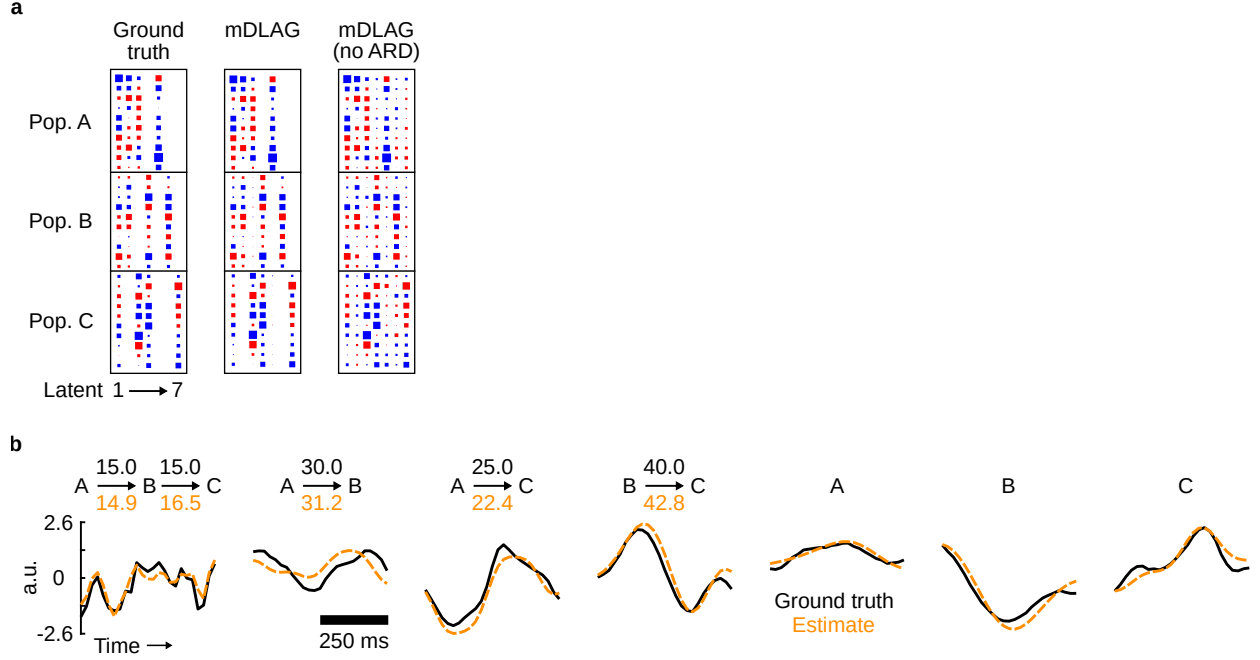 a
Ground truth
mDLAG
mDLAG (no ARD)
Pop. A
Pop. B
Pop. C
Latent 1 → 7
b
15.0 15.0 30.0 25.0 40.0
A → B → C A → B A → C B → C A B C
14.9 16.5 31.2 22.4 42.8
2.6
0
-2.6
a.u.
Time →
250 ms
Ground truth
Estimate